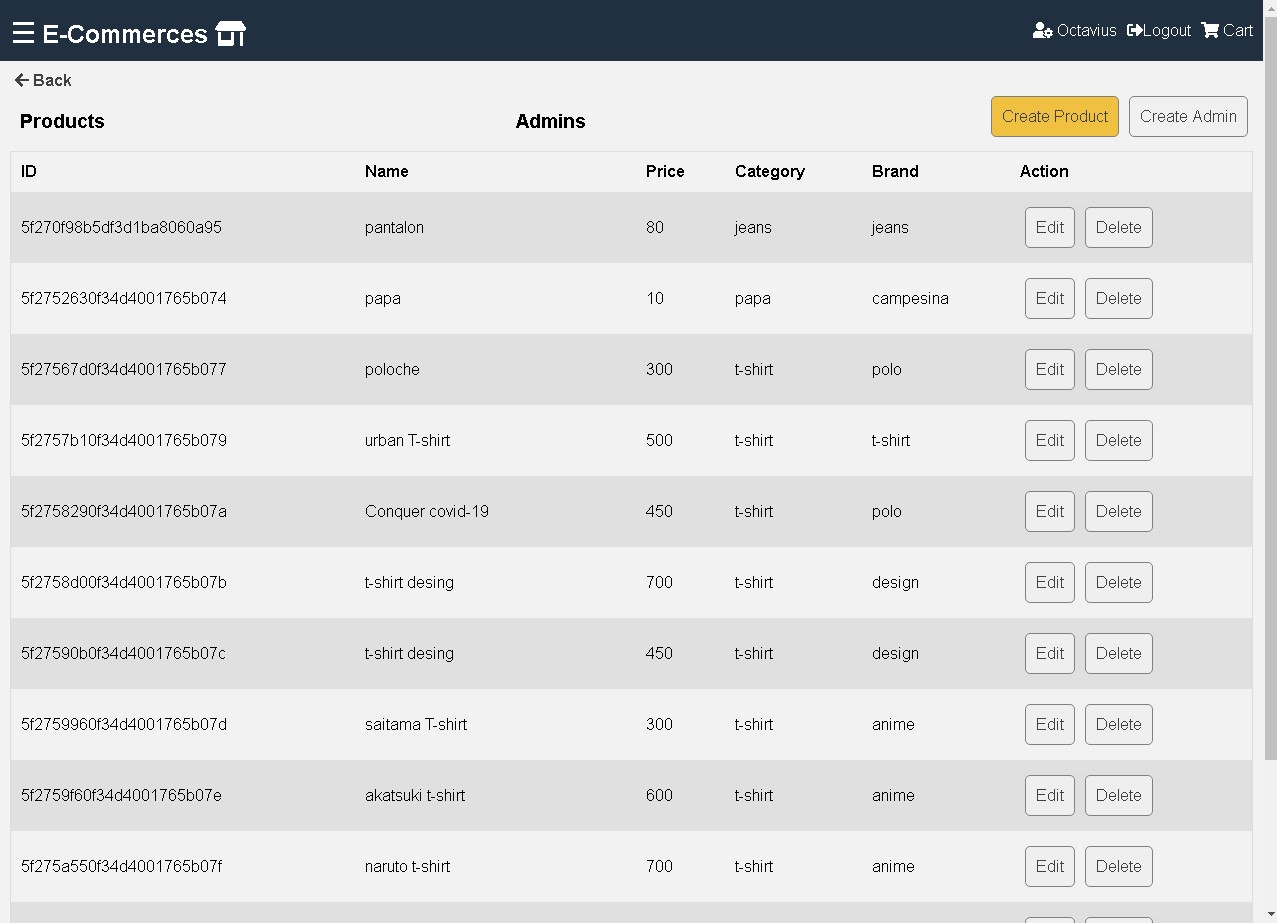 ☰ E-Commerces Octavius Logout Cart
← Back
Products Admins Create Product Create Admin
ID Name Price Category Brand Action
5f270f98b5df3d1ba8060a95 pantalon 80 jeans jeans Edit Delete
5f2752630f34d4001765b074 papa 10 papa campesina Edit Delete
5f27567d0f34d4001765b077 poloche 300 t-shirt polo Edit Delete
5f2757b10f34d4001765b079 urban T-shirt 500 t-shirt t-shirt Edit Delete
5f2758290f34d4001765b07a Conquer covid-19 450 t-shirt polo Edit Delete
5f2758d00f34d4001765b07b t-shirt desing 700 t-shirt design Edit Delete
5f27590b0f34d4001765b07c t-shirt desing 450 t-shirt design Edit Delete
5f2759960f34d4001765b07d saitama T-shirt 300 t-shirt anime Edit Delete
5f2759f60f34d4001765b07e akatsuki t-shirt 600 t-shirt anime Edit Delete
5f275a550f34d4001765b07f naruto t-shirt 700 t-shirt anime Edit Delete